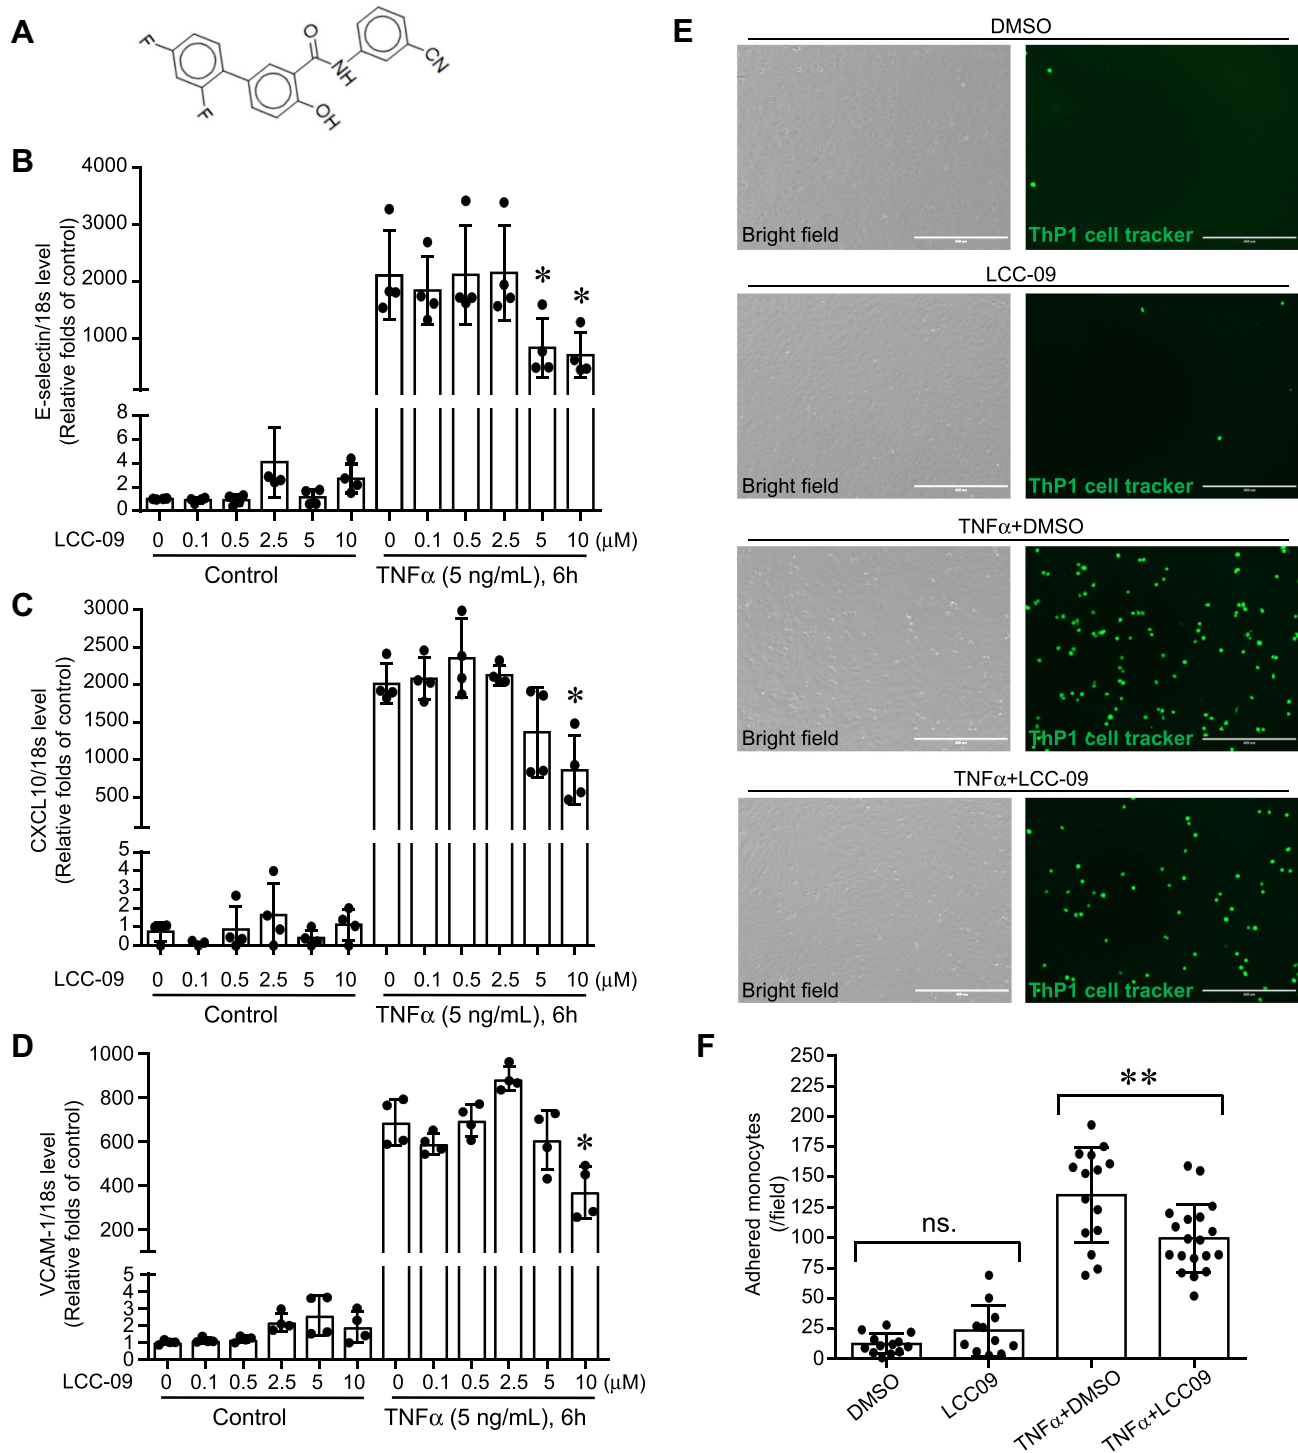 A
F
F
O
NH
OH
CN
B
E-selectin/18s level
(Relative folds of control)
4000
3000
2000
1000
8
6
4
2
0
* *
LCC-09 0 0.1 0.5 2.5 5 10 0 0.1 0.5 2.5 5 10 (μM)
Control TNFα (5 ng/mL), 6h
C
CXCL10/18s level
(Relative folds of control)
3000
2500
2000
1500
1000
500
5
4
3
2
1
0
*
LCC-09 0 0.1 0.5 2.5 5 10 0 0.1 0.5 2.5 5 10 (μM)
Control TNFα (5 ng/mL), 6h
D
VCAM-1/18s level
(Relative folds of control)
1000
800
600
400
200
5
4
3
2
1
0
*
LCC-09 0 0.1 0.5 2.5 5 10 0 0.1 0.5 2.5 5 10 (μM)
Control TNFα (5 ng/mL), 6h
E
DMSO
Bright field ThP1 cell tracker
LCC-09
Bright field ThP1 cell tracker
TNFα+DMSO
Bright field ThP1 cell tracker
TNFα+LCC-09
Bright field ThP1 cell tracker
F
Adhered monocytes
(/field)
250
225
200
175
150
125
100
75
50
25
0
ns.
**
DMSO LCC09 TNFα+DMSO TNFα+LCC09